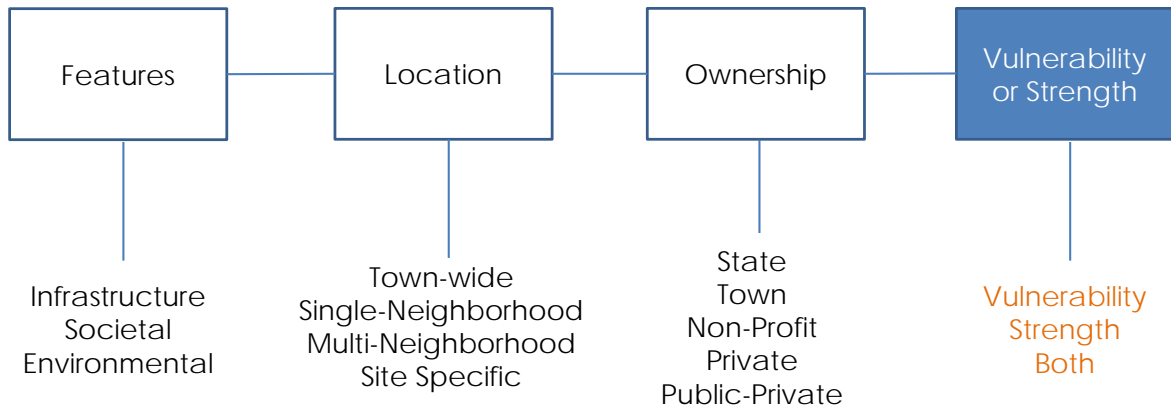 Features
Location
Ownership
Vulnerability
or Strength
Infrastructure
Societal
Environmental
Town-wide
Single-Neighborhood
Multi-Neighborhood
Site Specific
State
Town
Non-Profit
Private
Public-Private
Vulnerability
Strength
Both